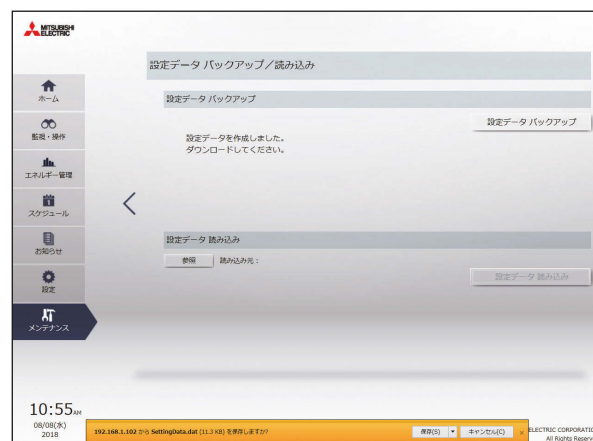 MITSUBISHI
ELECTRIC
設定データ バックアップ／読み込み
ホーム
監視・操作
エネルギー管理
スケジュール
お知らせ
設定
メンテナンス
設定データ バックアップ
設定データ バックアップ
設定データを作成しました。
ダウンロードしてください。
設定データ 読み込み
参照 読み込み元：
設定データ 読み込み
10:55AM
08/08(水)
2018
192.168.1.102 から SettingData.dat (11.3 KB) を保存しますか?
保存(S) ▼ キャンセル(C) ×
ELECTRIC CORPORATIO
All Rights Reserv